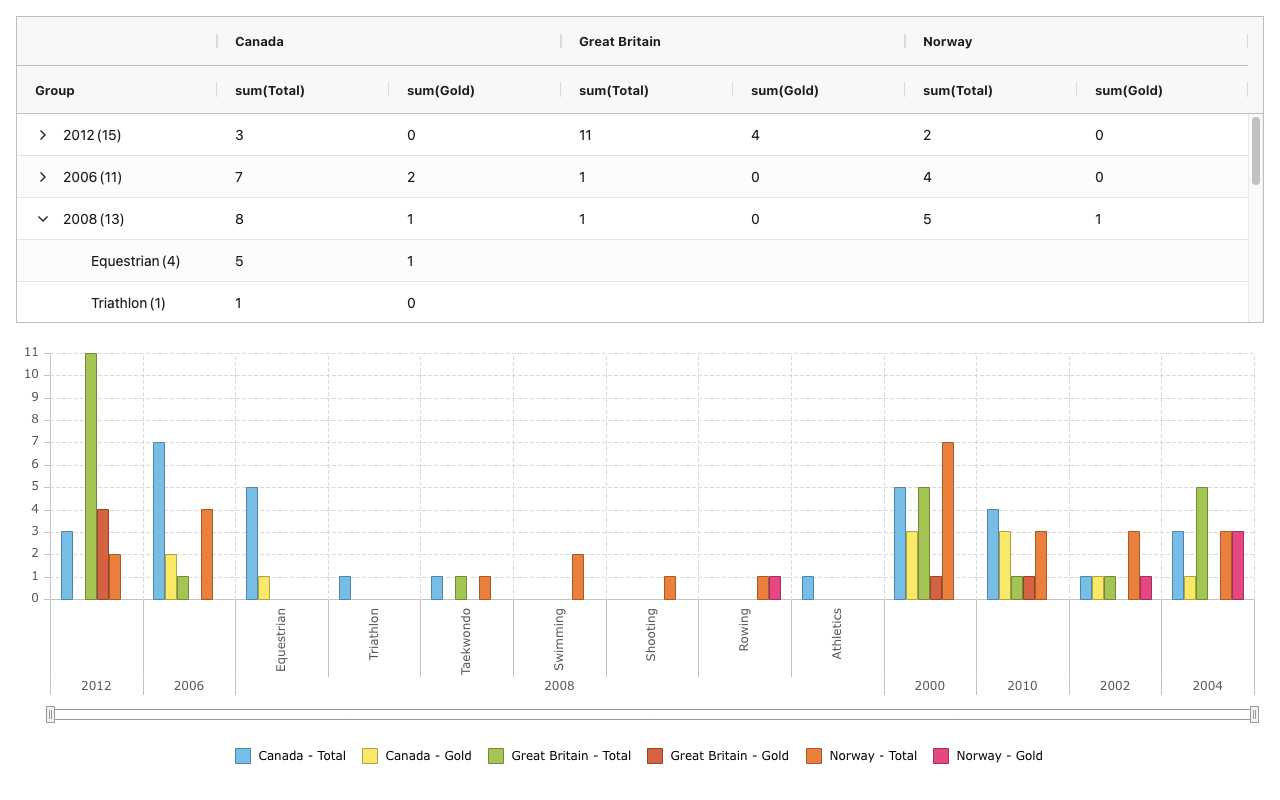 Canada Great Britain Norway
Group sum(Total) sum(Gold) sum(Total) sum(Gold) sum(Total) sum(Gold)
2012 (15) 3 0 11 4 2 0
2006 (11) 7 2 1 0 4 0
2008 (13) 8 1 1 0 5 1
Equestrian (4) 5 1
Triathlon (1) 1 0
11
10
9
8
7
6
5
4
3
2
1
0
Equestrian Triathlon Taekwondo Swimming Shooting Rowing Athletics
2012 2006 2008 2000 2010 2002 2004
Canada - Total Canada - Gold Great Britain - Total Great Britain - Gold Norway - Total Norway - Gold